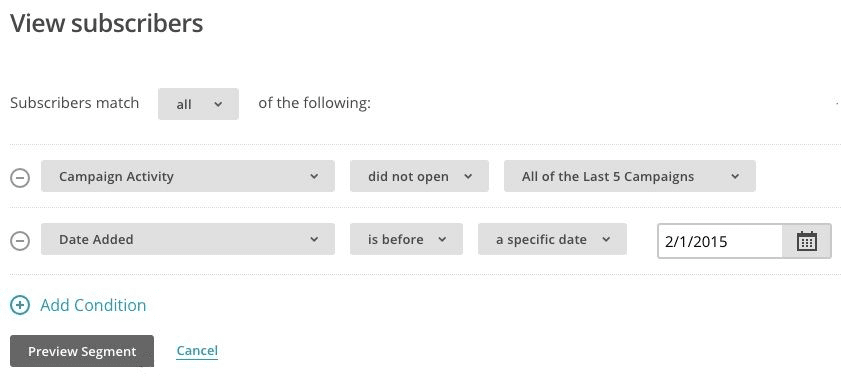 View subscribers
Subscribers match all of the following:
Campaign Activity did not open All of the Last 5 Campaigns
Date Added is before a specific date 2/1/2015
Add Condition
Preview Segment Cancel